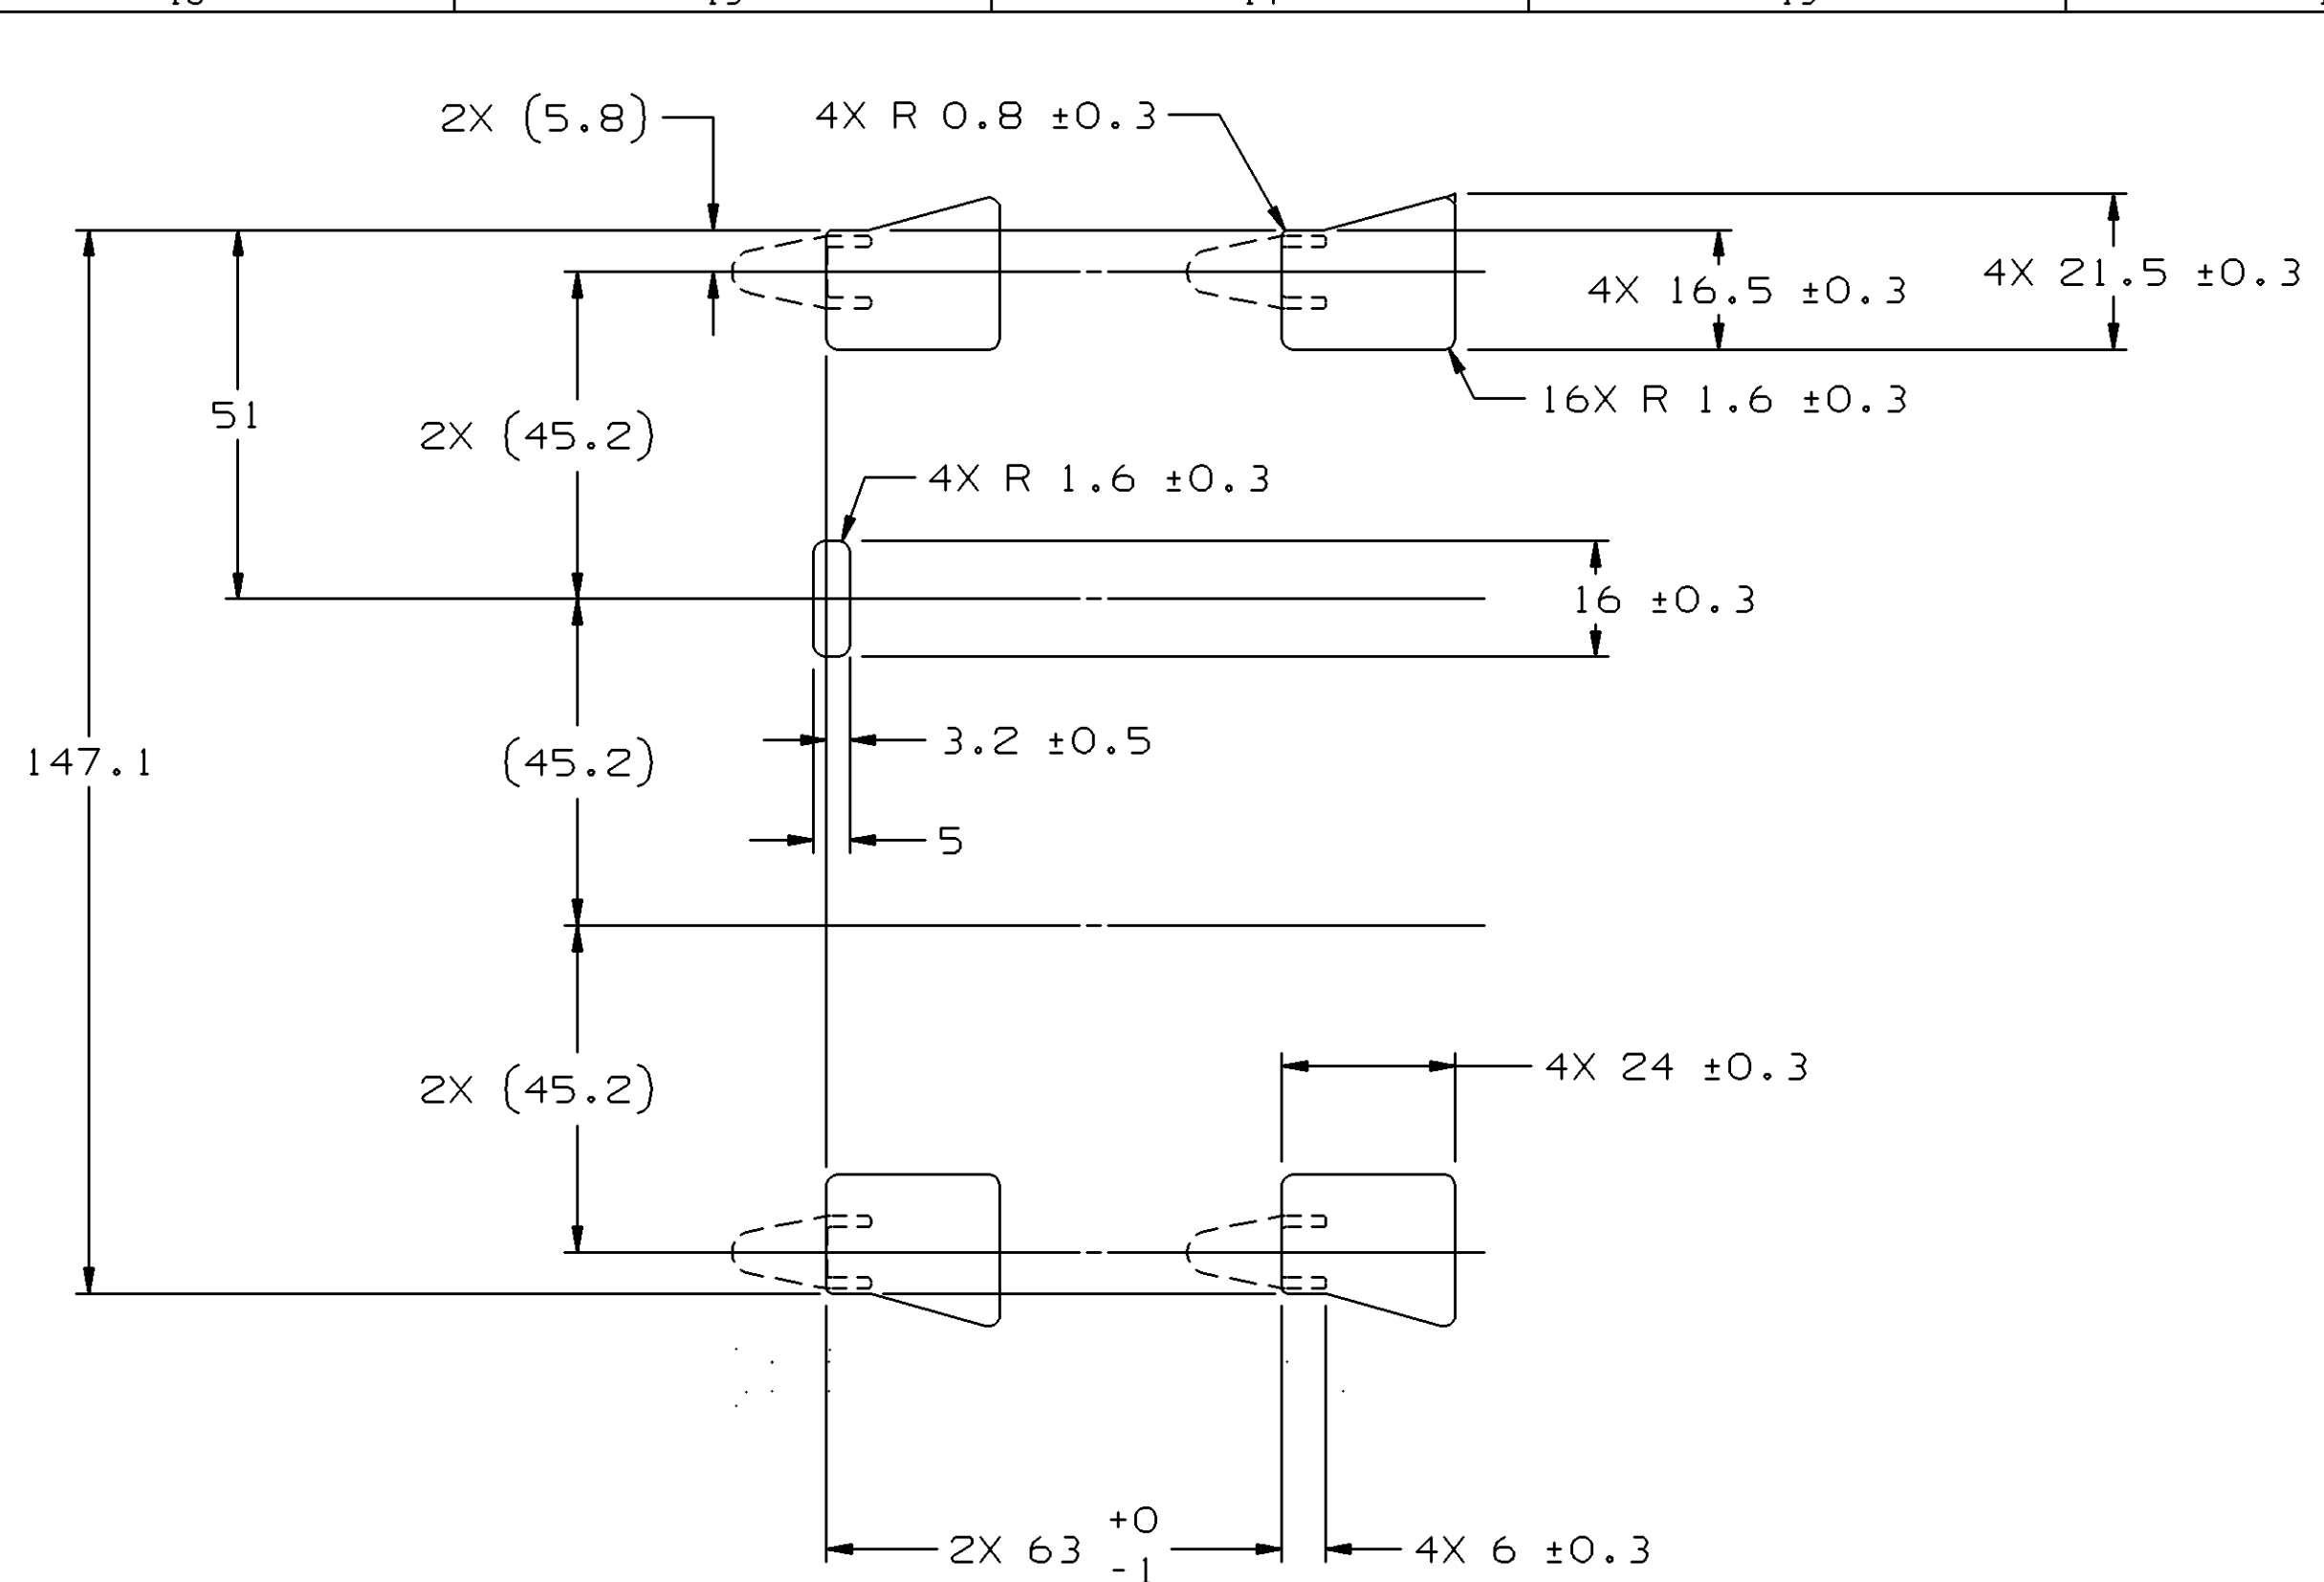 2X (5.8)
4X R 0.8 ±0.3
4X 21.5 ±0.3
4X 16.5 ±0.3
16X R 1.6 ±0.3
51
2X (45.2)
4X R 1.6 ±0.3
16 ±0.3
3.2 ±0.5
147.1
(45.2)
5
4X 24 ±0.3
2X (45.2)
2X 63 +0 -1
4X 6 ±0.3